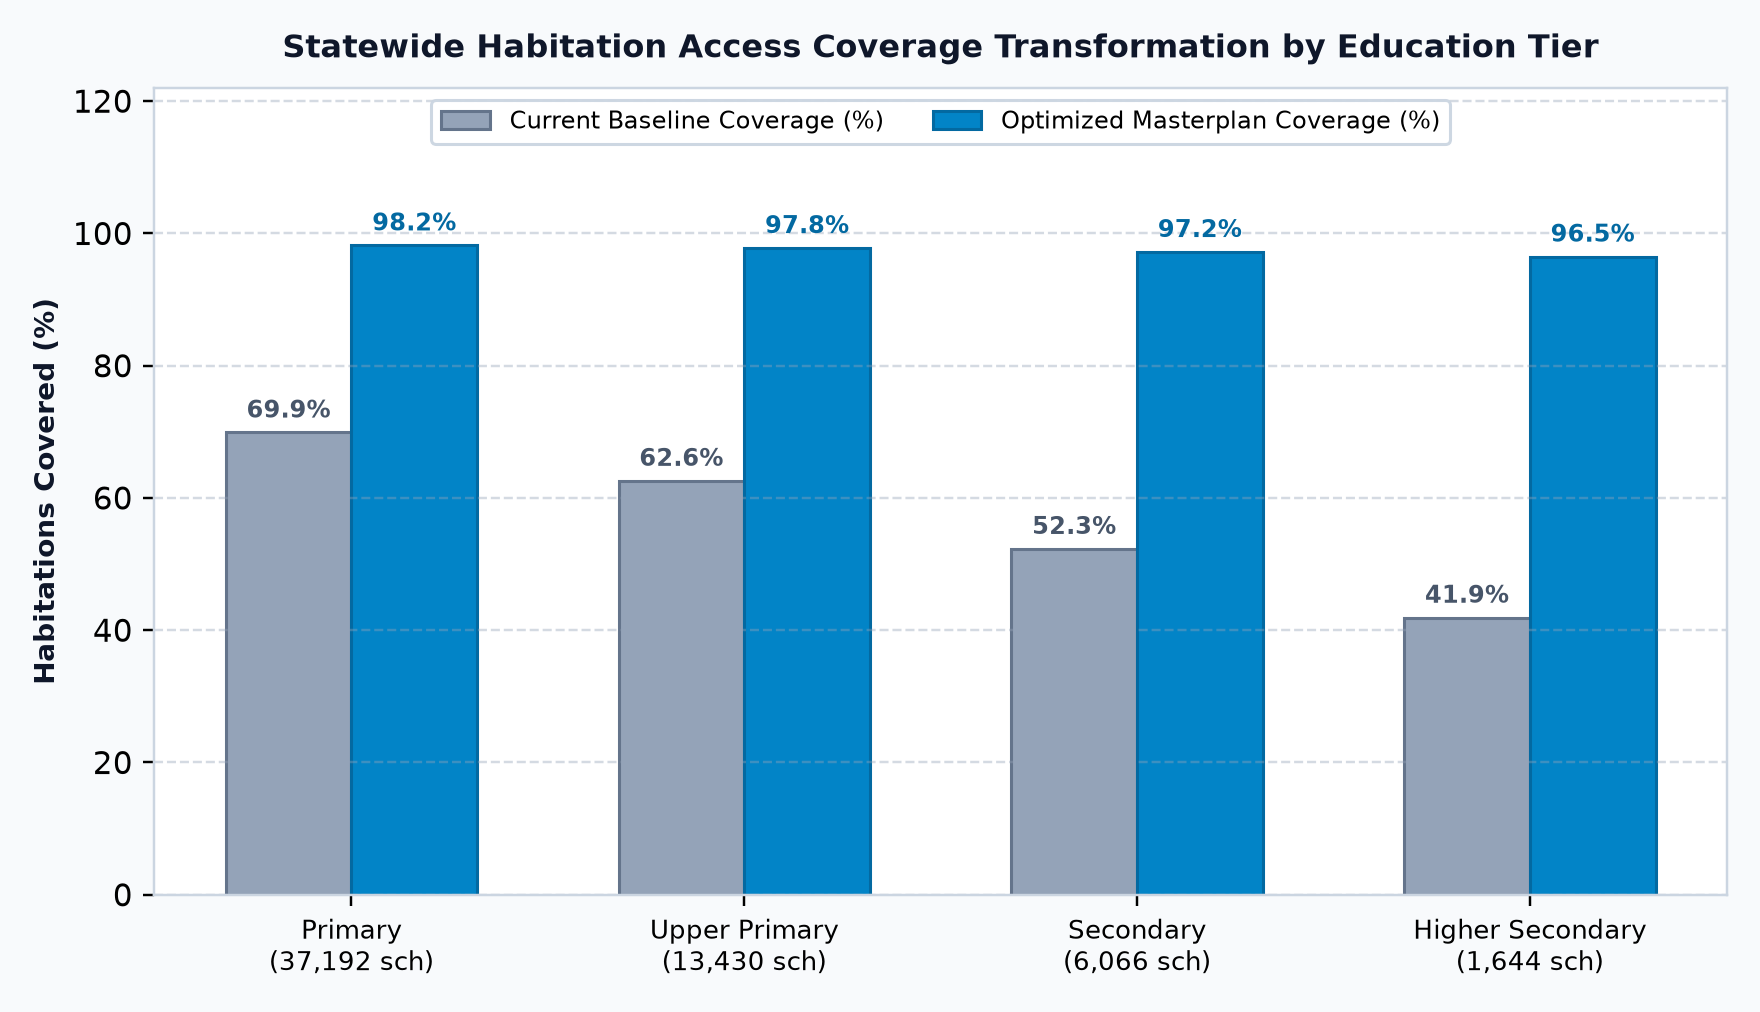 Statewide Habitation Access Coverage Transformation by Education Tier
120
Current Baseline Coverage (%)
Optimized Masterplan Coverage (%)
100
80
60
40
20
0
Habitations Covered (%)
69.9%
98.2%
62.6%
97.8%
52.3%
97.2%
41.9%
96.5%
Primary
(37,192 sch)
Upper Primary
(13,430 sch)
Secondary
(6,066 sch)
Higher Secondary
(1,644 sch)